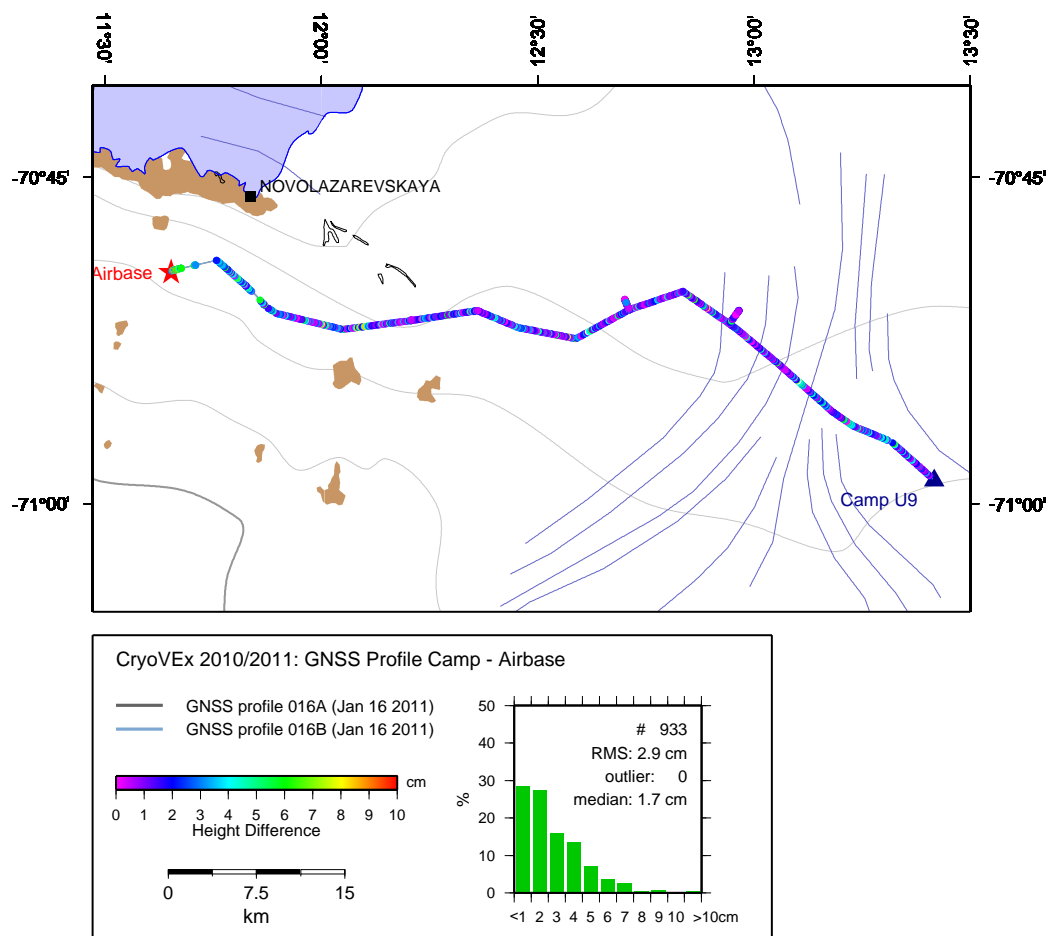 11°30' 12°00' 12°30' 13°00' 13°30'
-70°45' -70°45'
NOVOLAZAREVSKAYA
Airbase
Camp U9
-71°00' -71°00'
CryoVEx 2010/2011: GNSS Profile Camp - Airbase
GNSS profile 016A (Jan 16 2011)
GNSS profile 016B (Jan 16 2011)
cm
0 1 2 3 4 5 6 7 8 9 10
Height Difference
0 7.5 15
km
50
40
30
20
10
0
%
# 933
RMS: 2.9 cm
outlier: 0
median: 1.7 cm
<1 2 3 4 5 6 7 8 9 10 >10cm